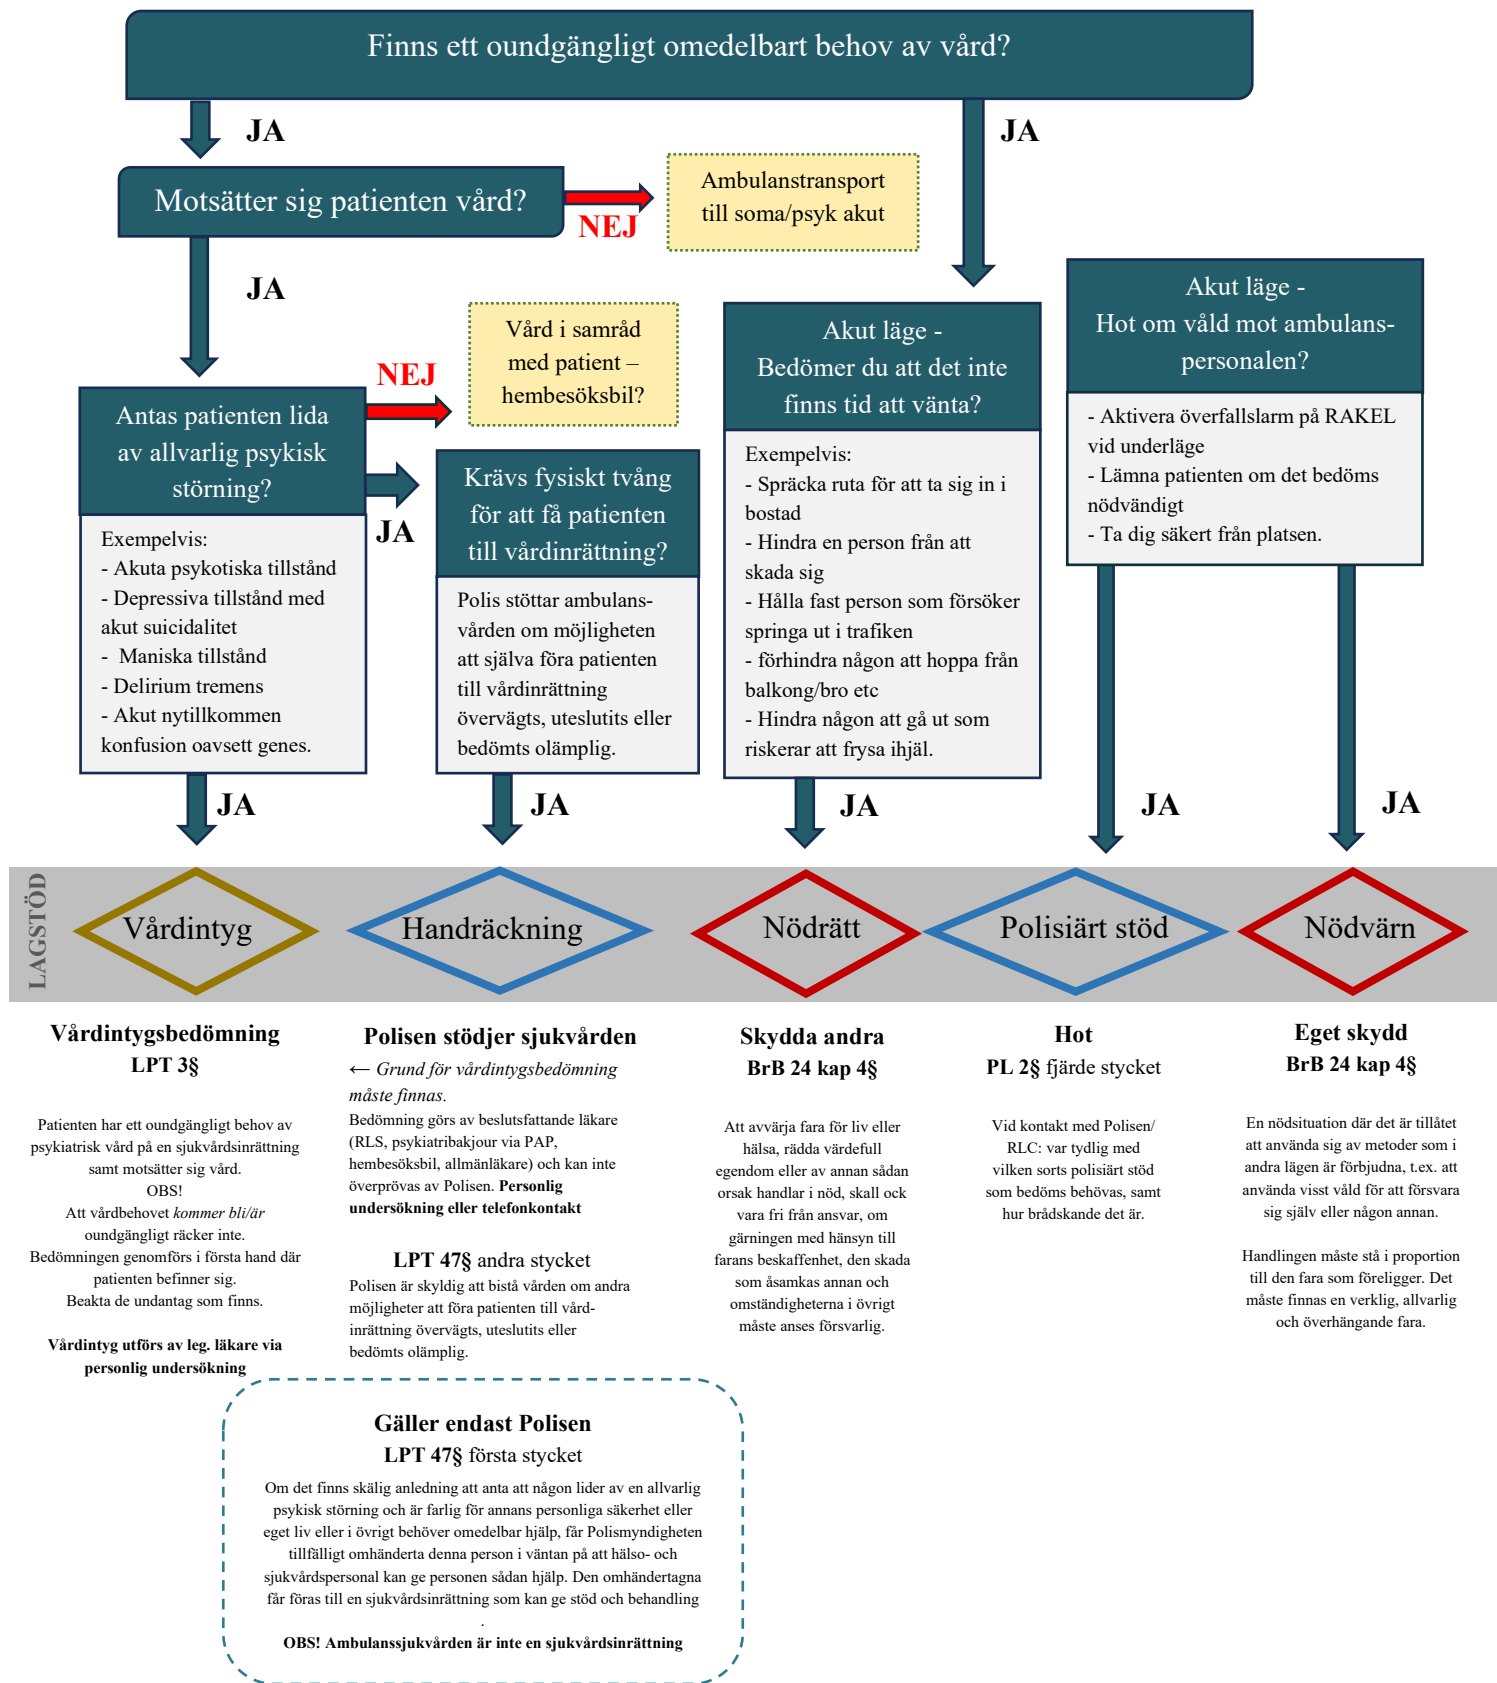 Finns ett oundgängligt omedelbart behov av vård?
JA
JA
Motsätter sig patienten vård?
NEJ
Ambulanstransport
till soma/psyk akut
JA
Antas patienten lida
av allvarlig psykisk
störning?
Exempelvis:
- Akuta psykotiska tillstånd
- Depressiva tillstånd med
akut suicidalitet
- Maniska tillstånd
- Delirium tremens
- Akut nytillkommen
konfusion oavsett genes.
NEJ
Vård i samråd
med patient –
hembesöksbil?
JA
Krävs fysiskt tvång
för att få patienten
till vårdinrättning?
Polis stöttar ambulans-
vården om möjligheten
att själva föra patienten
till vårdinrättning
övervägts, uteslutits eller
bedömts olämplig.
Akut läge -
Bedömer du att det inte
finns tid att vänta?
Exempelvis:
- Spräcka ruta för att ta sig in i
bostad
- Hindra en person från att
skada sig
- Hålla fast person som försöker
springa ut i trafiken
- förhindra någon att hoppa från
balkong/bro etc
- Hindra någon att gå ut som
riskerar att frysa ihjäl.
Akut läge -
Hot om våld mot ambulans-
personalen?
- Aktivera överfallslarm på RAKEL
vid underläge
- Lämna patienten om det bedöms
nödvändigt
- Ta dig säkert från platsen.
JA
JA
JA
JA
JA
LAGSTÖD
Vårdintyg
Handräckning
Nödrätt
Polisiärt stöd
Nödvärn
Vårdintygsbedömning
LPT 3§
Patienten har ett oundgängligt behov av
psykiatrisk vård på en sjukvårdsinrättning
samt motsätter sig vård.
OBS!
Att vårdbehovet kommer bli/är
oundgängligt räcker inte.
Bedömningen genomförs i första hand där
patienten befinner sig.
Beakta de undantag som finns.
Vårdintyg utförs av leg. läkare via
personlig undersökning
Polisen stödjer sjukvården
← Grund för vårdintygsbedömning
måste finnas.
Bedömning görs av beslutsfattande läkare
(RLS, psykiatribakjour via PAP,
hembesöksbil, allmänläkare) och kan inte
överprövas av Polisen. Personlig
undersökning eller telefonkontakt
LPT 47§ andra stycket
Polisen är skyldig att bistå vården om andra
möjligheter att föra patienten till vård-
inrättning övervägts, uteslutits eller
bedömts olämplig.
Skydda andra
BrB 24 kap 4§
Att avvärja fara för liv eller
hälsa, rädda värdefull
egendom eller av annan sådan
orsak handlar i nöd, skall ock
vara fri från ansvar, om
gärningen med hänsyn till
farans beskaffenhet, den skada
som åsamkas annan och
omständigheterna i övrigt
måste anses försvarlig.
Hot
PL 2§ fjärde stycket
Vid kontakt med Polisen/
RLC: var tydlig med
vilken sorts polisiärt stöd
som bedöms behövas, samt
hur brådskande det är.
Eget skydd
BrB 24 kap 4§
En nödsituation där det är tillåtet
att använda sig av metoder som i
andra lägen är förbjudna, t.ex. att
använda visst våld för att försvara
sig själv eller någon annan.
Handlingen måste stå i proportion
till den fara som föreligger. Det
måste finnas en verklig, allvarlig
och överhängande fara.
Gäller endast Polisen
LPT 47§ första stycket
Om det finns skälig anledning att anta att någon lider av en allvarlig
psykisk störning och är farlig för annans personliga säkerhet eller
eget liv eller i övrigt behöver omedelbar hjälp, får Polismyndigheten
tillfälligt omhänderta denna person i väntan på att hälso- och
sjukvårdspersonal kan ge personen sådan hjälp. Den omhändertagna
får föras till en sjukvårdsinrättning som kan ge stöd och behandling
.
OBS! Ambulanssjukvården är inte en sjukvårdsinrättning